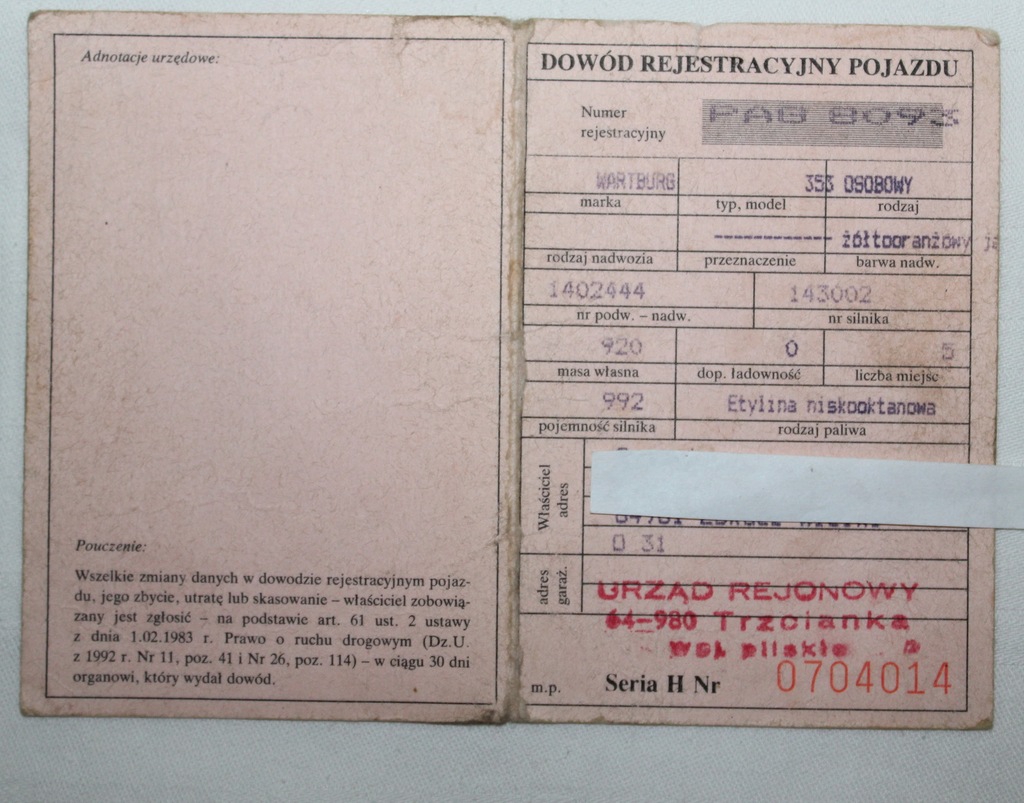 Adnotacje urzędowe:
Pouczenie:
Wszelkie zmiany danych w dowodzie rejestracyjnym pojaz-
du, jego zbycie, utratę lub skasowanie – właściciel zobowią-
zany jest zgłosić – na podstawie art. 61 ust. 2 ustawy
z dnia 1.02.1983 r. Prawo o ruchu drogowym (Dz.U.
z 1992 r. Nr 11, poz. 41 i Nr 26, poz. 114) – w ciągu 30 dni
organowi, który wydał dowód.
DOWÓD REJESTRACYJNY POJAZDU
Numer
rejestracyjny
PAB 8093
WARTBURG 353 OSOBOWY
marka typ, model rodzaj
------------ żółtooranżowy ja
rodzaj nadwozia przeznaczenie barwa nadw.
1402444 143002
nr podw. – nadw. nr silnika
920 0 5
masa własna dop. ładowność liczba miejsc
992 Etylina niskooktanowa
pojemność silnika rodzaj paliwa
Właściciel
adres
0 31
adres
garaż.
URZĄD REJONOWY
64-980 Trzcianka
woj. pilskie
m.p. Seria H Nr 0704014